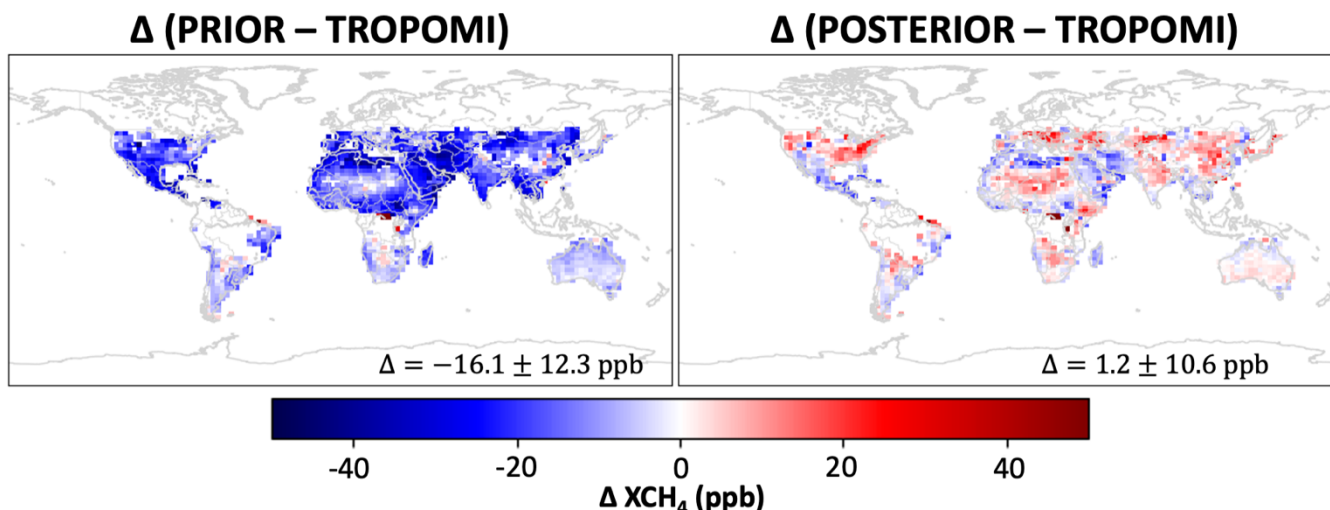 Δ (PRIOR – TROPOMI)
Δ (POSTERIOR – TROPOMI)
Δ = −16.1 ± 12.3 ppb
Δ = 1.2 ± 10.6 ppb
-40 -20 0 20 40
Δ XCH₄ (ppb)